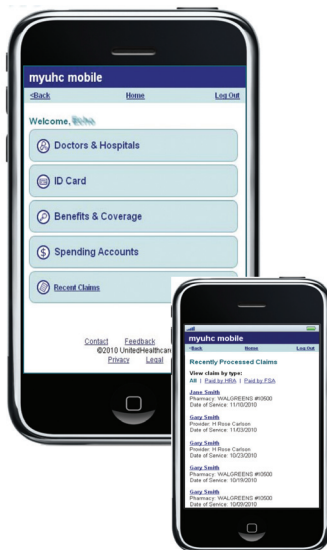 myuhc mobile
<Back Home Log Out
Welcome,
Doctors & Hospitals
ID Card
Benefits & Coverage
Spending Accounts
Recent Claims
Contact Feedback
©2010 UnitedHealthcar
Privacy Legal
myuhc mobile
<Back Home Log Out
Recently Processed Claims
View claim by type:
All | Paid by HRA | Paid by FSA
Jane Smith
Pharmacy: WALGREENS #10500
Date of Service: 11/10/2010
Gary Smith
Provider: H Rose Carlson
Date of Service: 11/03/2010
Gary Smith
Provider: H Rose Carlson
Date of Service: 10/23/2010
Gary Smith
Pharmacy: WALGREENS #10500
Date of Service: 10/19/2010
Gary Smith
Pharmacy: WALGREENS #10500
Date of Service: 10/09/2010